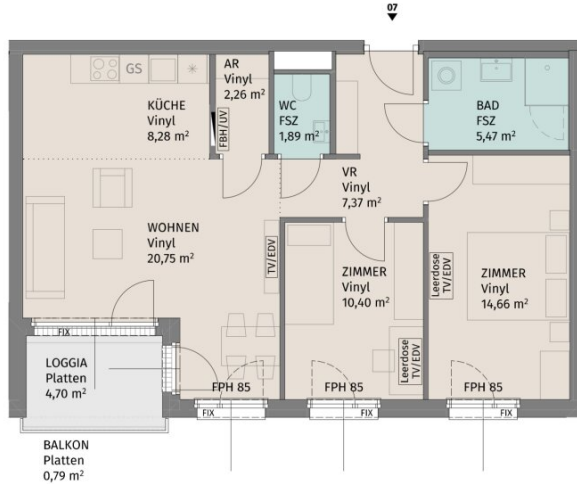 07
GS
AR
Vinyl
2,26 m²
KÜCHE
Vinyl
8,28 m²
FBH/UV
WC
FSZ
1,89 m²
BAD
FSZ
5,47 m²
VR
Vinyl
7,37 m²
WOHNEN
Vinyl
20,75 m²
TV/EDV
ZIMMER
Vinyl
10,40 m²
Leerdose
TV/EDV
ZIMMER
Vinyl
14,66 m²
Leerdose
TV/EDV
FIX
LOGGIA
Platten
4,70 m²
FPH 85
FPH 85
FPH 85
FIX
FIX
FIX
BALKON
Platten
0,79 m²